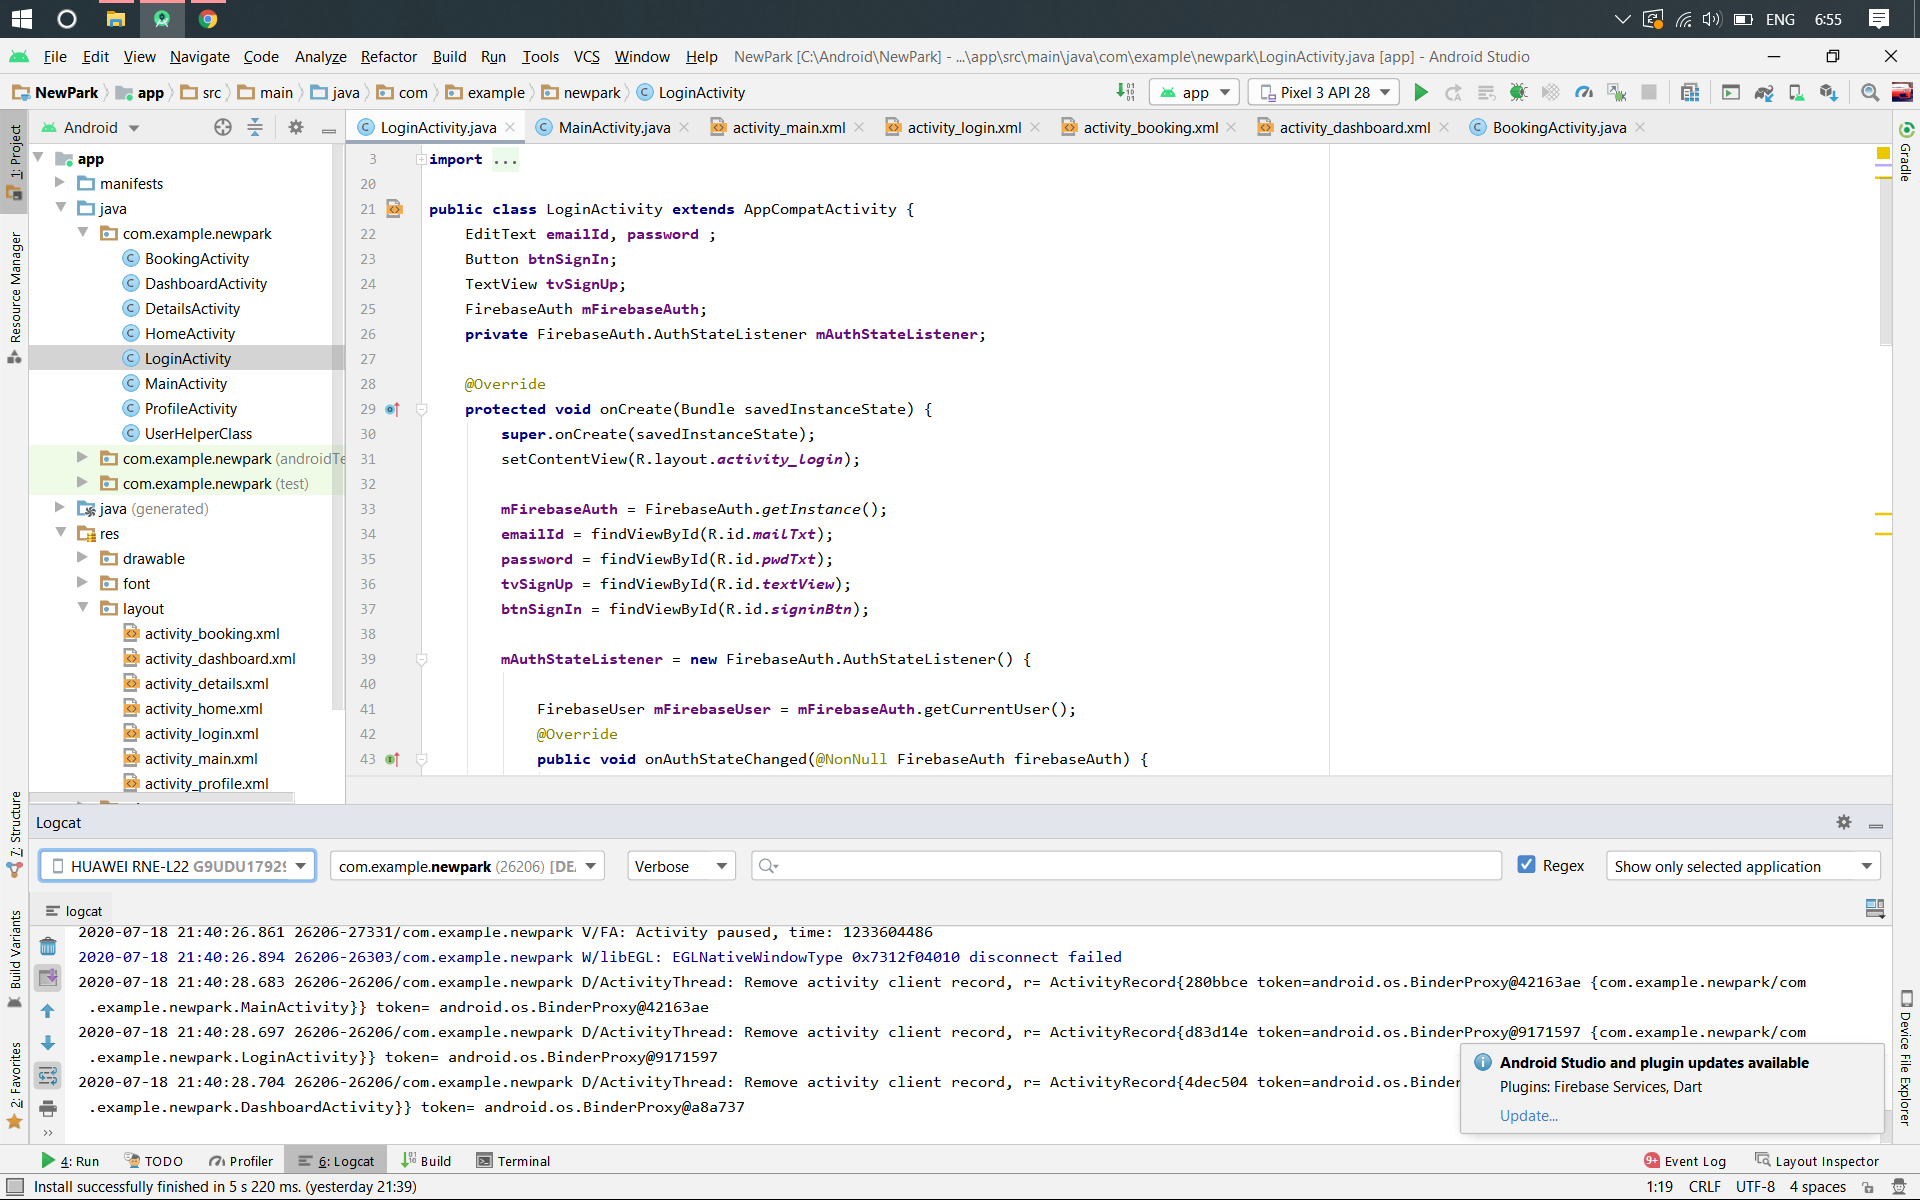 ENG 6:55
File Edit View Navigate Code Analyze Refactor Build Run Tools VCS Window Help NewPark [C:\Android\NewPark] - ...\app\src\main\java\com\example\newpark\LoginActivity.java [app] - Android Studio
NewPark app src main java com example newpark LoginActivity app Pixel 3 API 28
Android
LoginActivity.java MainActivity.java activity_main.xml activity_login.xml activity_booking.xml activity_dashboard.xml BookingActivity.java
1: Project
Resource Manager
7: Structure
Build Variants
2: Favorites
app
manifests
java
com.example.newpark
BookingActivity
DashboardActivity
DetailsActivity
HomeActivity
LoginActivity
MainActivity
ProfileActivity
UserHelperClass
com.example.newpark (androidTe
com.example.newpark (test)
java (generated)
res
drawable
font
layout
activity_booking.xml
activity_dashboard.xml
activity_details.xml
activity_home.xml
activity_login.xml
activity_main.xml
activity_profile.xml
3 import ...
20
21 public class LoginActivity extends AppCompatActivity {
22 EditText emailId, password ;
23 Button btnSignIn;
24 TextView tvSignUp;
25 FirebaseAuth mFirebaseAuth;
26 private FirebaseAuth.AuthStateListener mAuthStateListener;
27
28 @Override
29 protected void onCreate(Bundle savedInstanceState) {
30 super.onCreate(savedInstanceState);
31 setContentView(R.layout.activity_login);
32
33 mFirebaseAuth = FirebaseAuth.getInstance();
34 emailId = findViewById(R.id.mailTxt);
35 password = findViewById(R.id.pwdTxt);
36 tvSignUp = findViewById(R.id.textView);
37 btnSignIn = findViewById(R.id.signinBtn);
38
39 mAuthStateListener = new FirebaseAuth.AuthStateListener() {
40
41 FirebaseUser mFirebaseUser = mFirebaseAuth.getCurrentUser();
42 @Override
43 public void onAuthStateChanged(@NonNull FirebaseAuth firebaseAuth) {
Gradle
Device File Explorer
Logcat
HUAWEI RNE-L22 G9UDU17929 com.example.newpark (26206) [DE Verbose Regex Show only selected application
logcat
2020-07-18 21:40:26.861 26206-27331/com.example.newpark V/FA: Activity paused, time: 1233604486
2020-07-18 21:40:26.894 26206-26303/com.example.newpark W/libEGL: EGLNativeWindowType 0x7312f04010 disconnect failed
2020-07-18 21:40:28.683 26206-26206/com.example.newpark D/ActivityThread: Remove activity client record, r= ActivityRecord{280bbce token=android.os.BinderProxy@42163ae {com.example.newpark/com
.example.newpark.MainActivity}} token= android.os.BinderProxy@42163ae
2020-07-18 21:40:28.697 26206-26206/com.example.newpark D/ActivityThread: Remove activity client record, r= ActivityRecord{d83d14e token=android.os.BinderProxy@9171597 {com.example.newpark/com
.example.newpark.LoginActivity}} token= android.os.BinderProxy@9171597
2020-07-18 21:40:28.704 26206-26206/com.example.newpark D/ActivityThread: Remove activity client record, r= ActivityRecord{4dec504 token=android.os.Binder
.example.newpark.DashboardActivity}} token= android.os.BinderProxy@a8a737
Android Studio and plugin updates available
Plugins: Firebase Services, Dart
Update...
4: Run TODO Profiler 6: Logcat Build Terminal 9+ Event Log Layout Inspector
Install successfully finished in 5 s 220 ms. (yesterday 21:39) 1:19 CRLF UTF-8 4 spaces